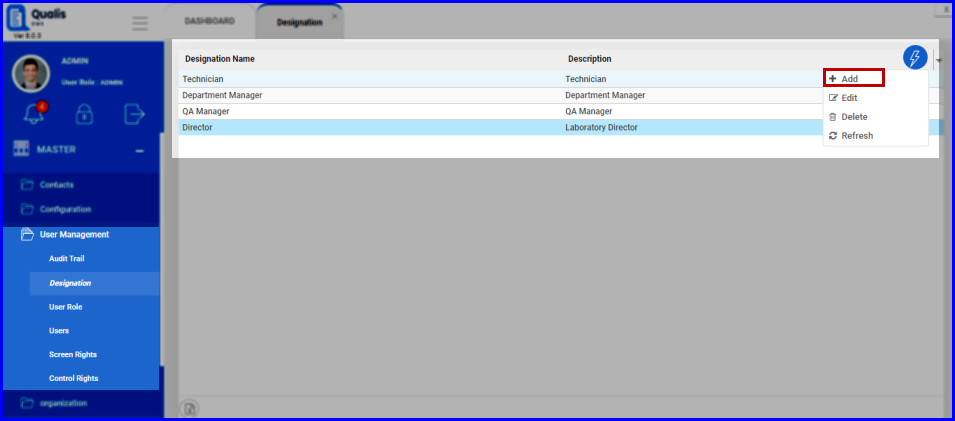 Qualis
Ver 8.0.3
DASHBOARD
Designation
x
ADMIN
User Role : ADMIN
4
MASTER
Contacts
Configuration
User Management
Audit Trail
Designation
User Role
Users
Screen Rights
Control Rights
organization
Designation Name Description
Technician Technician
Department Manager Department Manager
QA Manager QA Manager
Director Laboratory Director
Add
Edit
Delete
Refresh